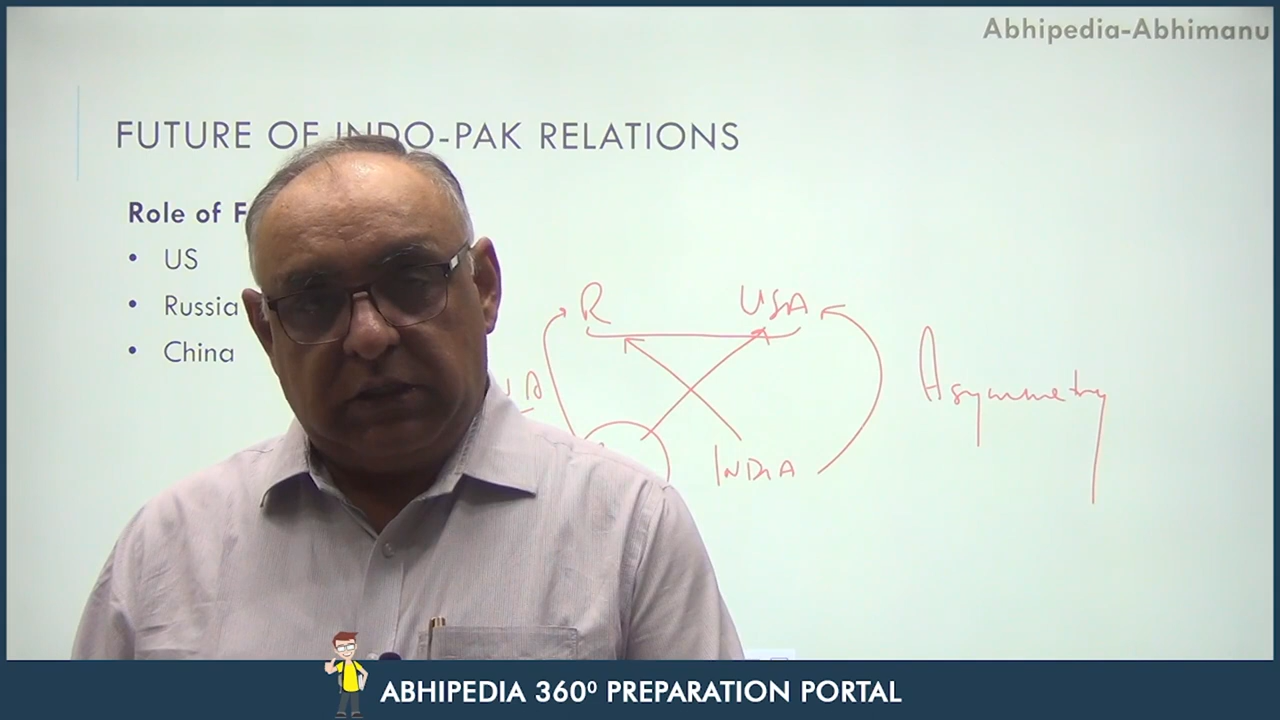 Abhipedia-Abhimanu
FUTURE OF INDO-PAK RELATIONS
Role of F
• US
• Russia
• China
R
USA
Asymmetry
A
INDIA
ABHIPEDIA 360⁰ PREPARATION PORTAL